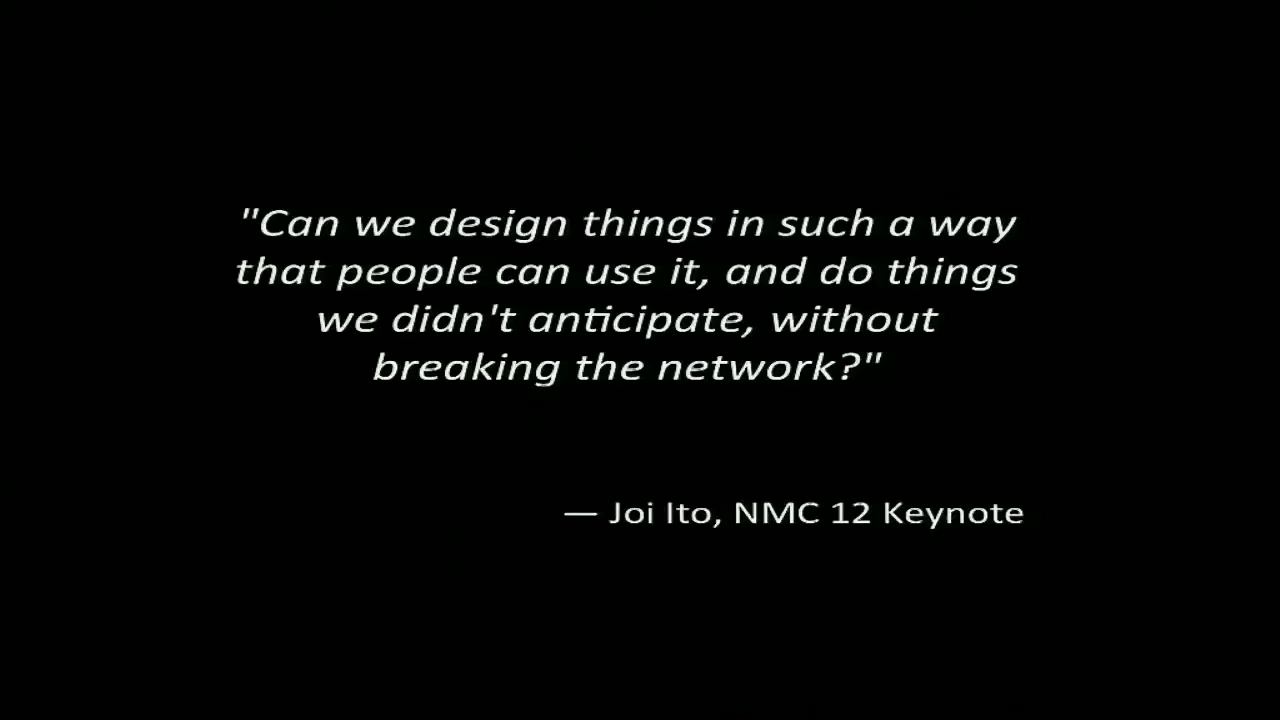 "Can we design things in such a way
that people can use it, and do things
we didn't anticipate, without
breaking the network?"
— Joi Ito, NMC 12 Keynote